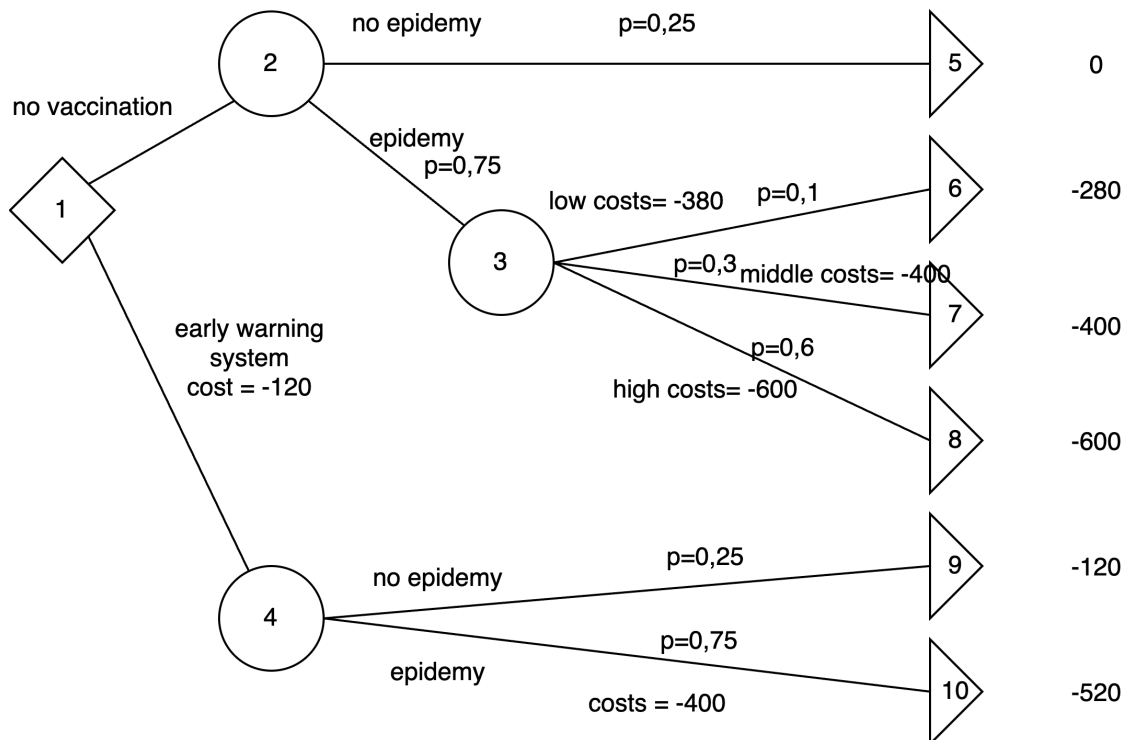 no epidemy
p=0,25
2
5
0
no vaccination
epidemy
p=0,75
1
low costs= -380
p=0,1
6
-280
3
p=0,3
middle costs= -400
7
-400
early warning
system
cost = -120
p=0,6
high costs= -600
8
-600
no epidemy
p=0,25
9
-120
4
p=0,75
epidemy
costs = -400
10
-520